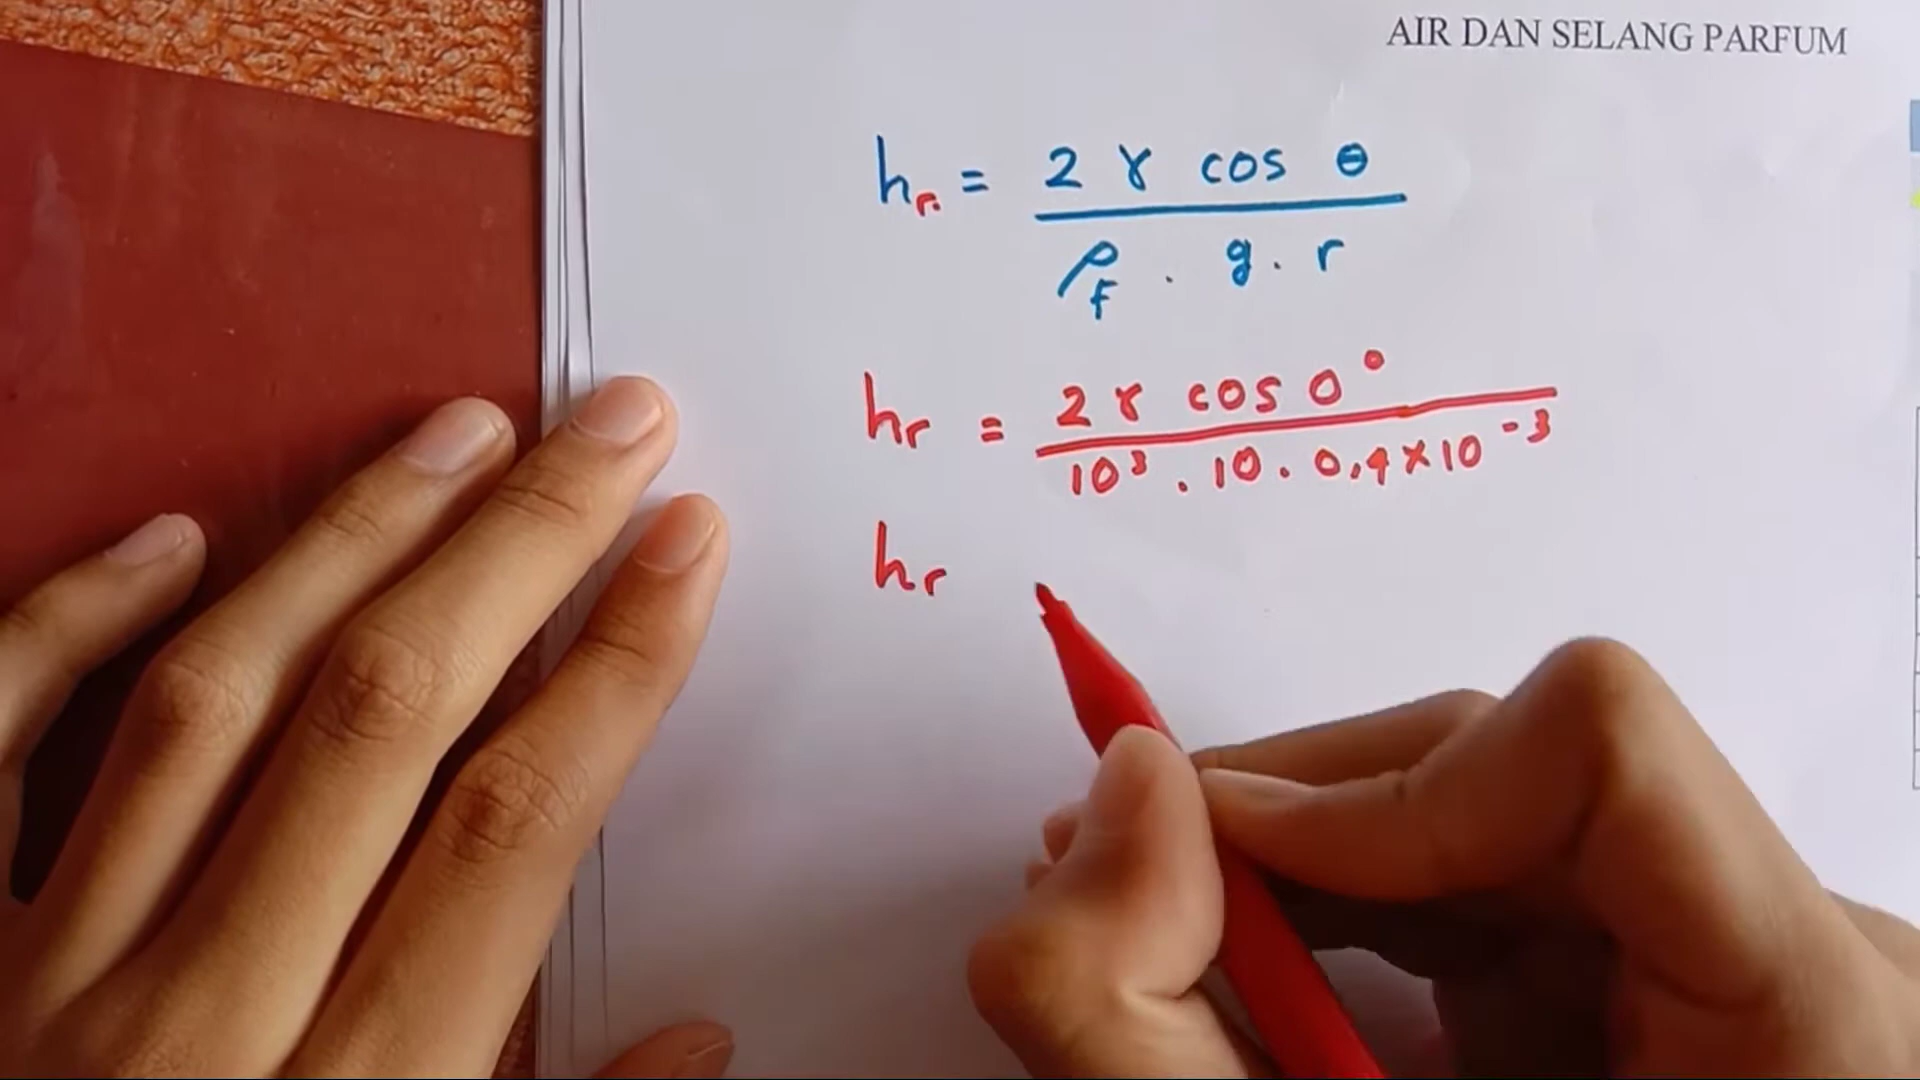 AIR DAN SELANG PARFUM
hr. = 2 γ cos θ
ρf . g . r
hr = 2 γ cos 0°
10³ . 10 . 0,4 × 10⁻³
hr